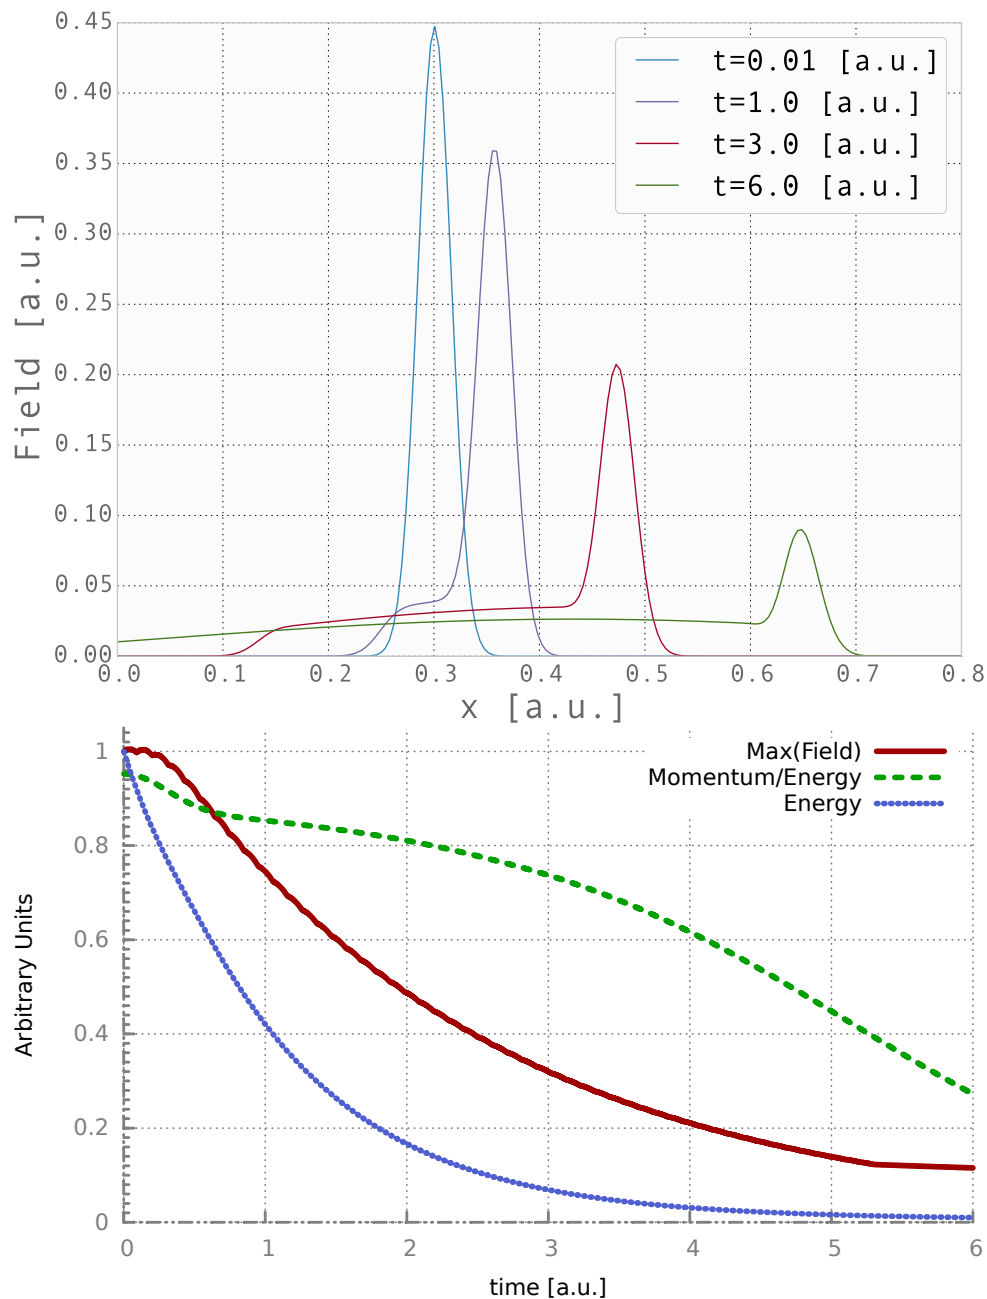 0.45
0.40
0.35
0.30
0.25
0.20
0.15
0.10
0.05
0.00
Field [a.u.]
t=0.01 [a.u.]
t=1.0 [a.u.]
t=3.0 [a.u.]
t=6.0 [a.u.]
0.0 0.1 0.2 0.3 0.4 0.5 0.6 0.7 0.8
x [a.u.]
Max(Field)
Momentum/Energy
Energy
1
0.8
0.6
0.4
0.2
0
Arbitrary Units
0 1 2 3 4 5 6
time [a.u.]